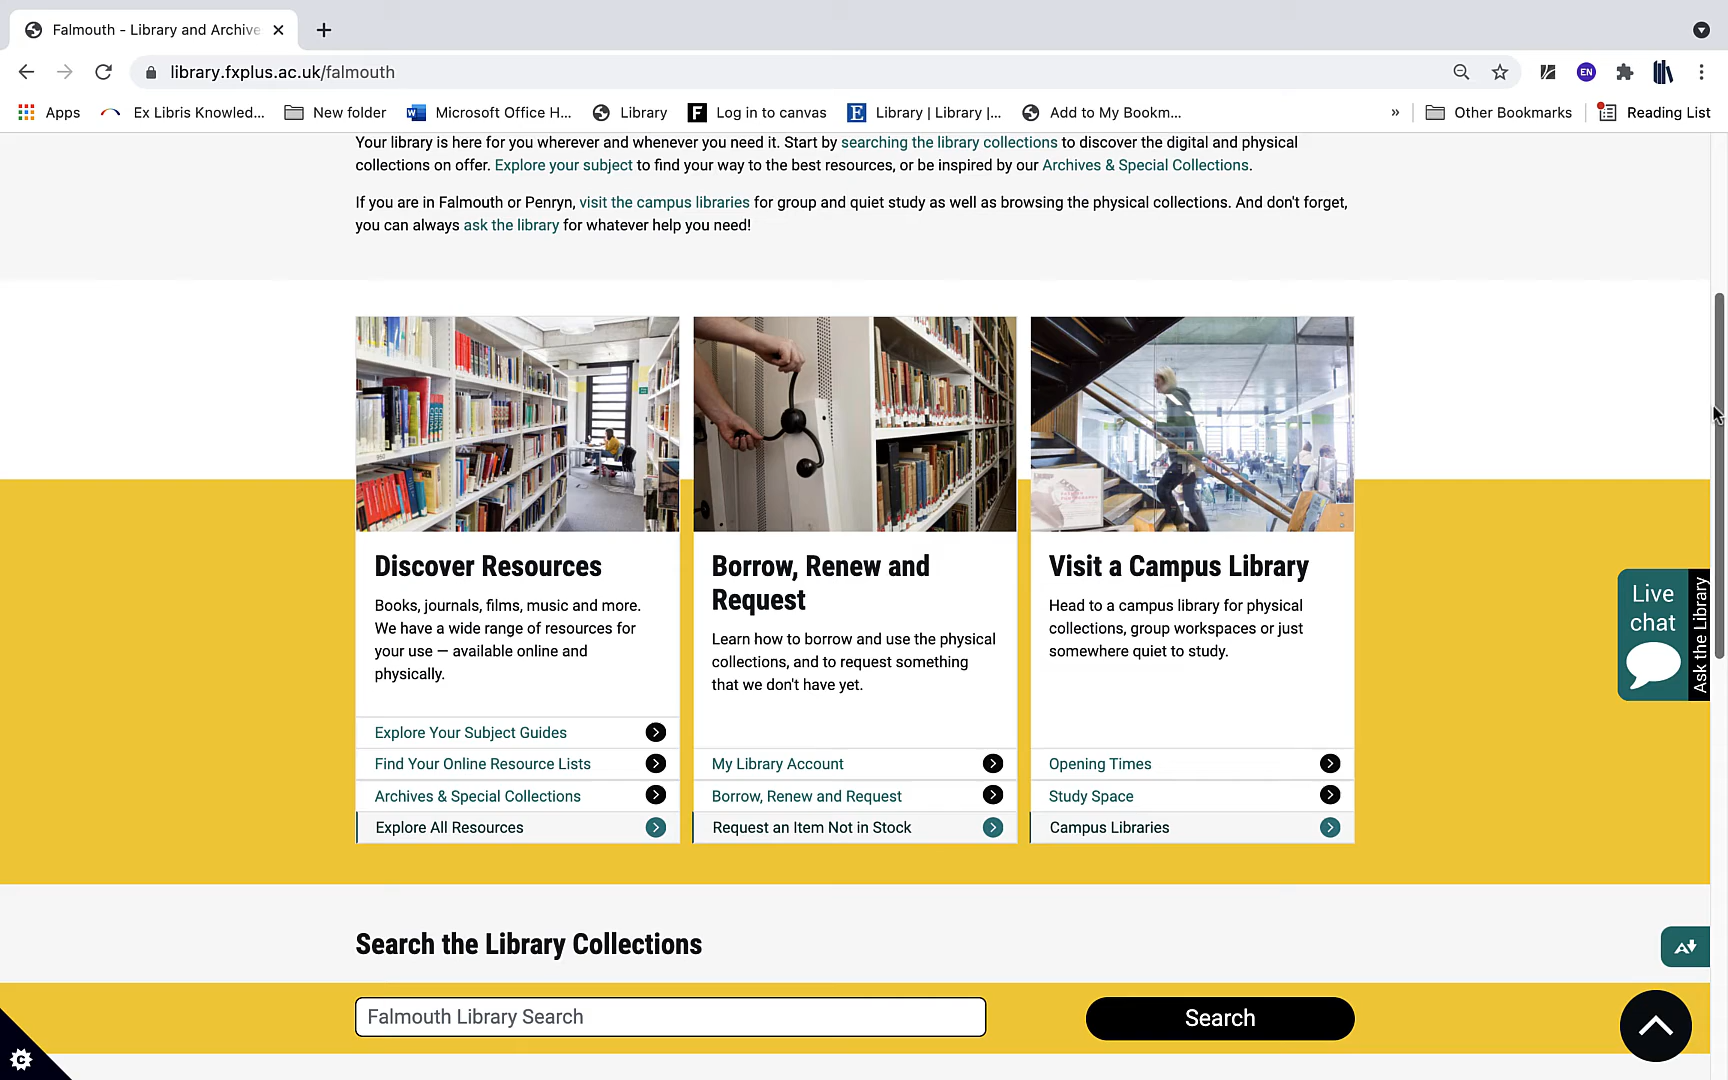 Falmouth - Library and Archive
library.fxplus.ac.uk/falmouth
EN
Apps
Ex Libris Knowled...
New folder
Microsoft Office H...
Library
Log in to canvas
Library | Library |...
Add to My Bookm...
»
Other Bookmarks
Reading List
Your library is here for you wherever and whenever you need it. Start by searching the library collections to discover the digital and physical
collections on offer. Explore your subject to find your way to the best resources, or be inspired by our Archives & Special Collections.
If you are in Falmouth or Penryn, visit the campus libraries for group and quiet study as well as browsing the physical collections. And don't forget,
you can always ask the library for whatever help you need!
Discover Resources
Books, journals, films, music and more.
We have a wide range of resources for
your use — available online and
physically.
Explore Your Subject Guides
Find Your Online Resource Lists
Archives & Special Collections
Explore All Resources
Borrow, Renew and
Request
Learn how to borrow and use the physical
collections, and to request something
that we don't have yet.
My Library Account
Borrow, Renew and Request
Request an Item Not in Stock
Visit a Campus Library
Head to a campus library for physical
collections, group workspaces or just
somewhere quiet to study.
Opening Times
Study Space
Campus Libraries
Live
chat
Ask the Library
Search the Library Collections
Falmouth Library Search
Search